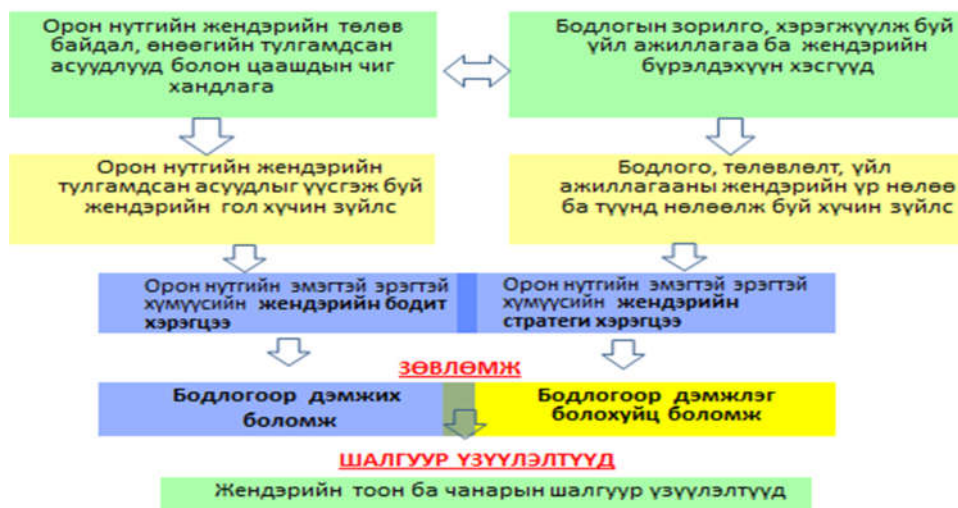 Орон нутгийн жендэрийн төлөв
байдал, өнөөгийн тулгамдсан
асуудлууд болон цаашдын чиг
хандлага
Бодлогын зорилго, хэрэгжүүлж буй
үйл ажиллагаа ба жендэрийн
бүрэлдэхүүн хэсгүүд
Орон нутгийн жендэрийн
тулгамдсан асуудлыг үүсгэж буй
жендэрийн гол хүчин зүйлс
Бодлого, төлөвлөлт, үйл
ажиллагааны жендэрийн үр нөлөө
ба түүнд нөлөөлж буй хүчин зүйлс
Орон нутгийн эмэгтэй эрэгтэй
хүмүүсийн жендэрийн бодит
хэрэгцээ
Орон нутгийн эмэгтэй эрэгтэй
хүмүүсийн жендэрийн
стратеги хэрэгцээ
ЗӨВЛӨМЖ
Бодлогоор дэмжих
боломж
Бодлогоор дэмжлэг
болохуйц боломж
ШАЛГУУР ҮЗҮҮЛЭЛТҮҮД
Жендэрийн тоон ба чанарын шалгуур үзүүлэлтүүд